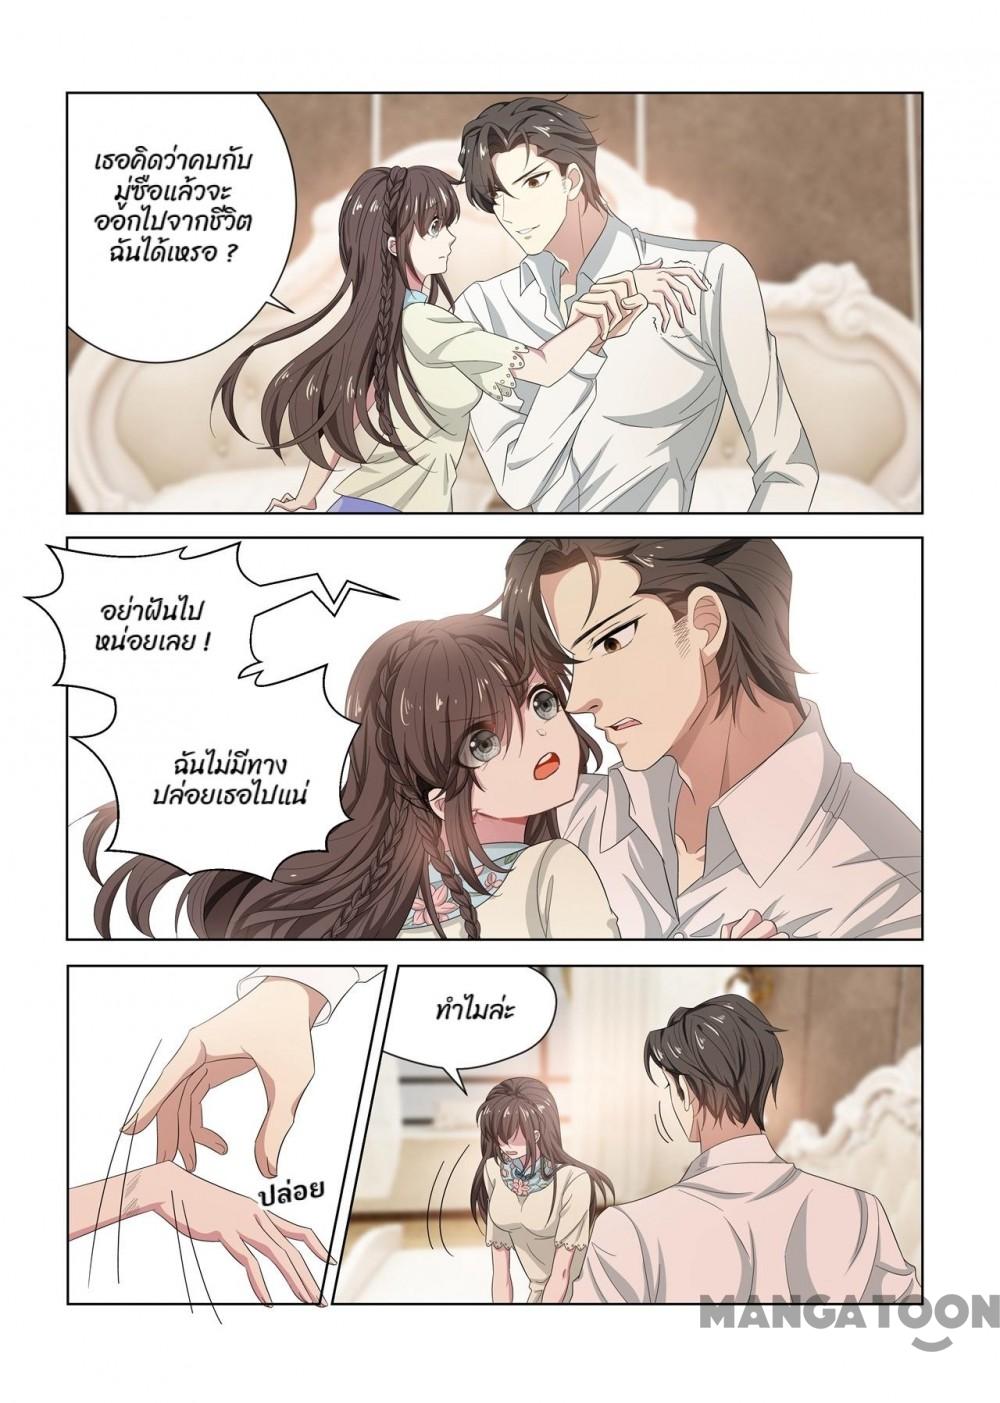 เธอคิดว่าคบกับ
มู่ซือแล้วจะ
ออกไปจากชีวิต
ฉันได้เหรอ ?
อย่าฝันไป
หน่อยเลย !
ฉันไม่มีทาง
ปล่อยเธอไปแน่
ปล่อย
ทำไมล่ะ
MANGATOON